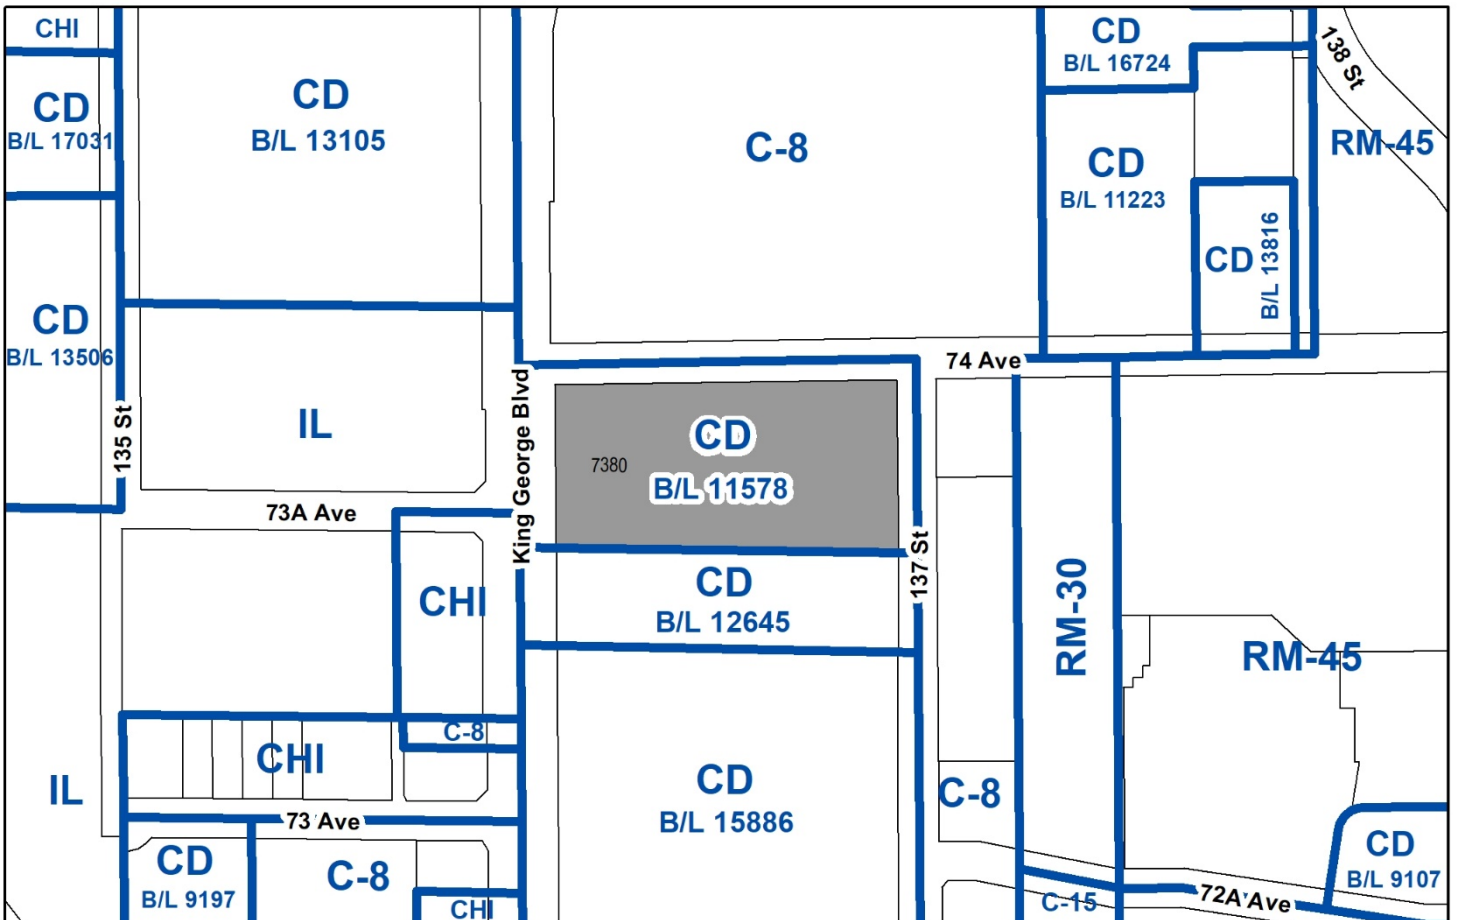 CHI
CD
B/L 17031
CD
B/L 13105
C-8
CD
B/L 16724
138 St
RM-45
CD
B/L 11223
CD
B/L 13816
CD
B/L 13506
135 St
IL
King George Blvd
74 Ave
7380
CD
B/L 11578
73A Ave
CHI
CD
B/L 12645
137 St
RM-30
RM-45
C-8
CHI
IL
CD
B/L 15886
C-8
73 Ave
CD
B/L 9197
C-8
CHI
C-15
72A Ave
CD
B/L 9107